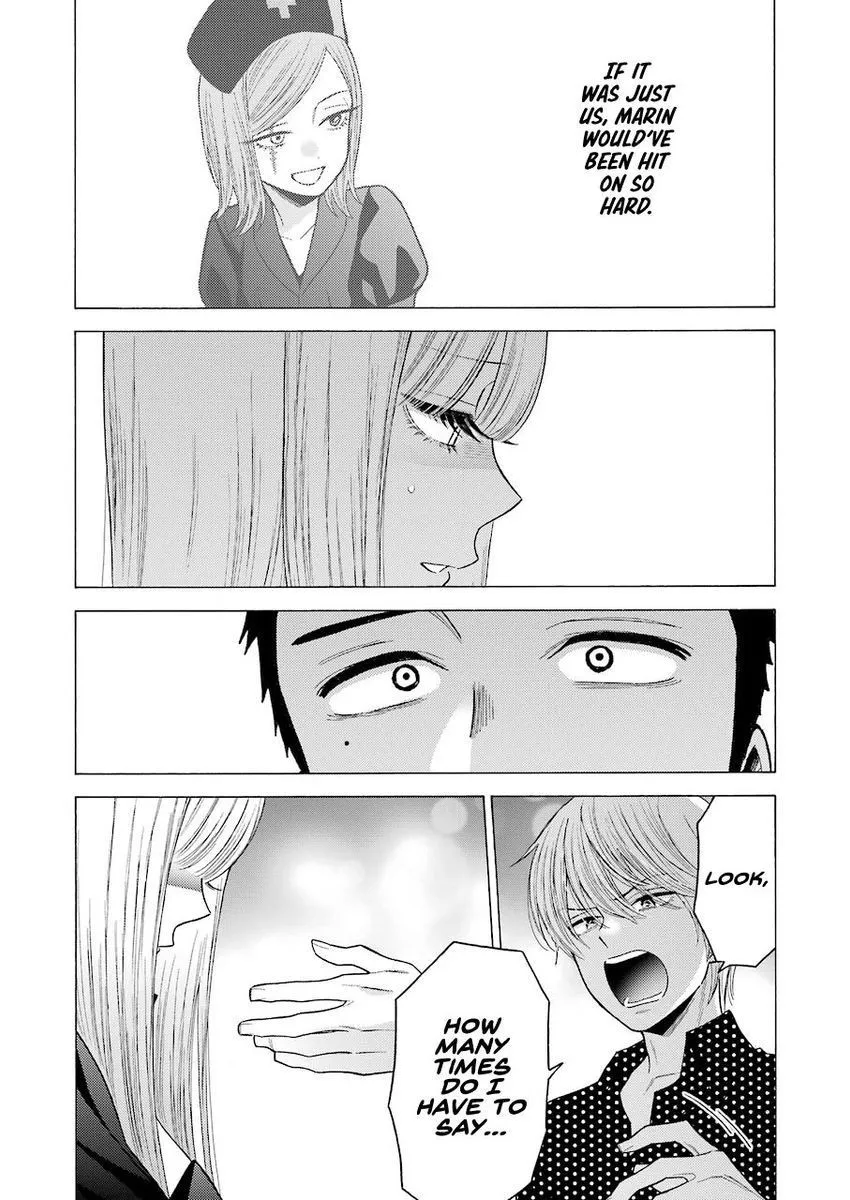 IF IT
WAS JUST
US, MARIN
WOULD'VE
BEEN HIT
ON SO
HARD.
LOOK,
HOW
MANY
TIMES
DO I
HAVE TO
SAY...